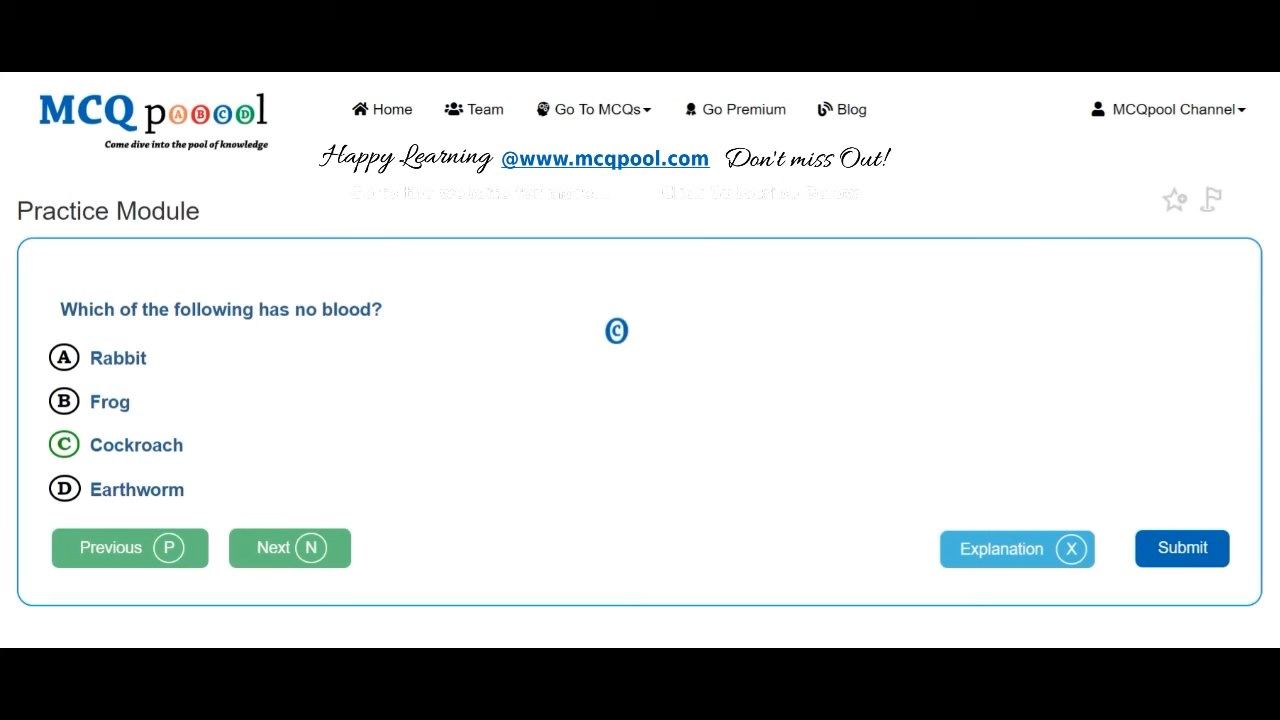 MCQ pABCDl
Come dive into the pool of knowledge
Home Team Go To MCQs Go Premium Blog MCQpool Channel
Happy Learning @www.mcqpool.com Don't miss Out!
Practice Module
Which of the following has no blood?
C
A Rabbit
B Frog
C Cockroach
D Earthworm
Previous P Next N Explanation X Submit